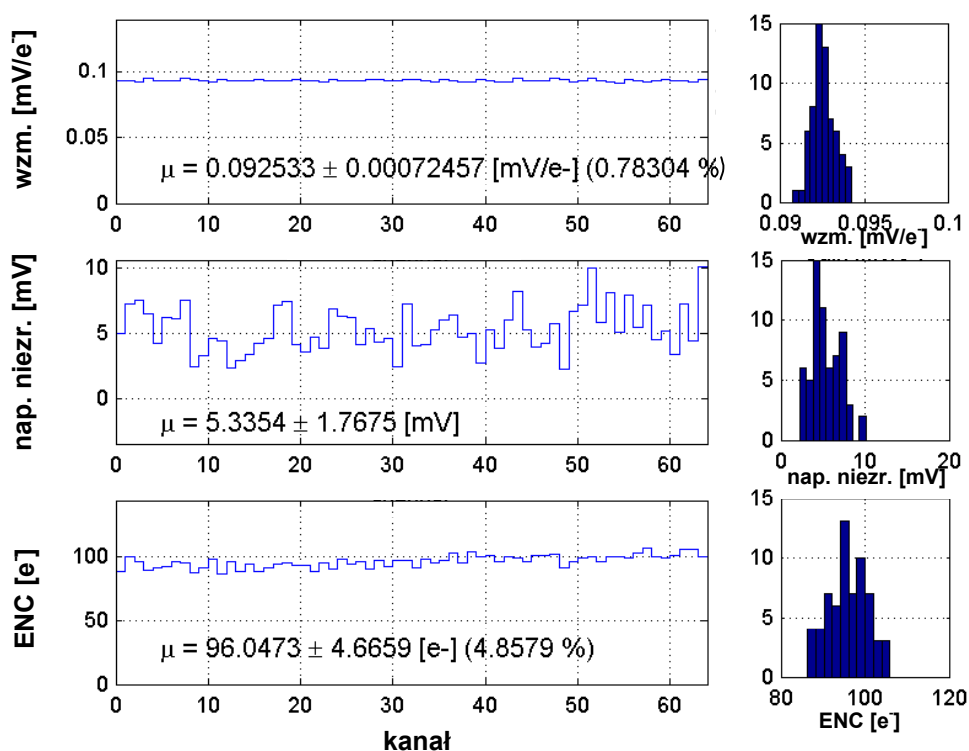 wzm. [mV/e-]
0.1
0.05
0
μ = 0.092533 ± 0.00072457 [mV/e-] (0.78304 %)
0 10 20 30 40 50 60
15
10
5
0
0.09 0.095 0.1
wzm. [mV/e-]
nap. niezr. [mV]
10
5
0
μ = 5.3354 ± 1.7675 [mV]
0 10 20 30 40 50 60
15
10
5
0
0 10 20
nap. niezr. [mV]
ENC [e-]
100
50
0
μ = 96.0473 ± 4.6659 [e-] (4.8579 %)
0 10 20 30 40 50 60
kanał
15
10
5
0
80 100 120
ENC [e-]